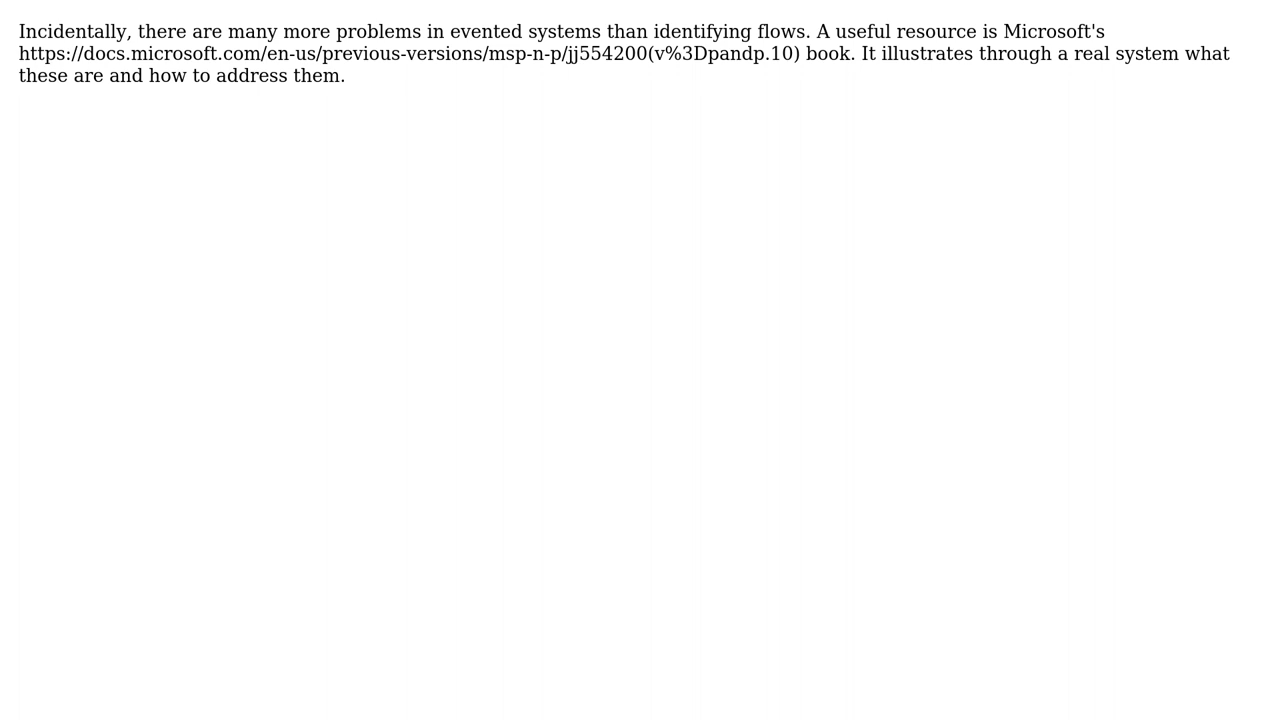 Incidentally, there are many more problems in evented systems than identifying flows. A useful resource is Microsoft's
https://docs.microsoft.com/en-us/previous-versions/msp-n-p/jj554200(v%3Dpandp.10) book. It illustrates through a real system what
these are and how to address them.